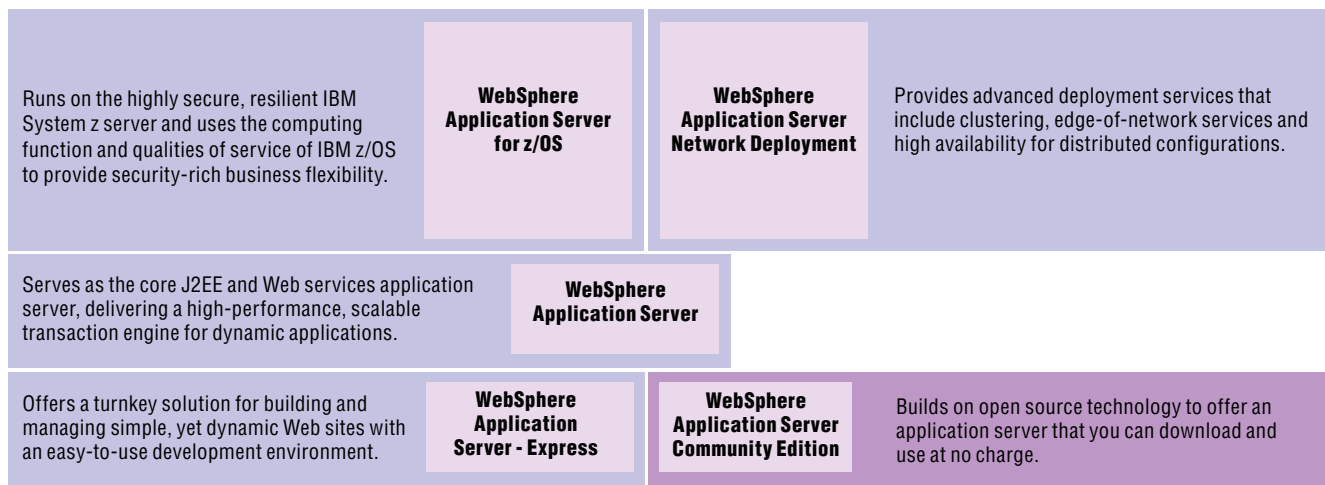 Runs on the highly secure, resilient IBM
System z server and uses the computing
function and qualities of service of IBM z/OS
to provide security-rich business flexibility.
WebSphere
Application Server
for z/OS
WebSphere
Application Server
Network Deployment
Provides advanced deployment services that
include clustering, edge-of-network services and
high availability for distributed configurations.
Serves as the core J2EE and Web services application
server, delivering a high-performance, scalable
transaction engine for dynamic applications.
WebSphere
Application Server
Offers a turnkey solution for building and
managing simple, yet dynamic Web sites with
an easy-to-use development environment.
WebSphere
Application
Server - Express
WebSphere
Application Server
Community Edition
Builds on open source technology to offer an
application server that you can download and
use at no charge.